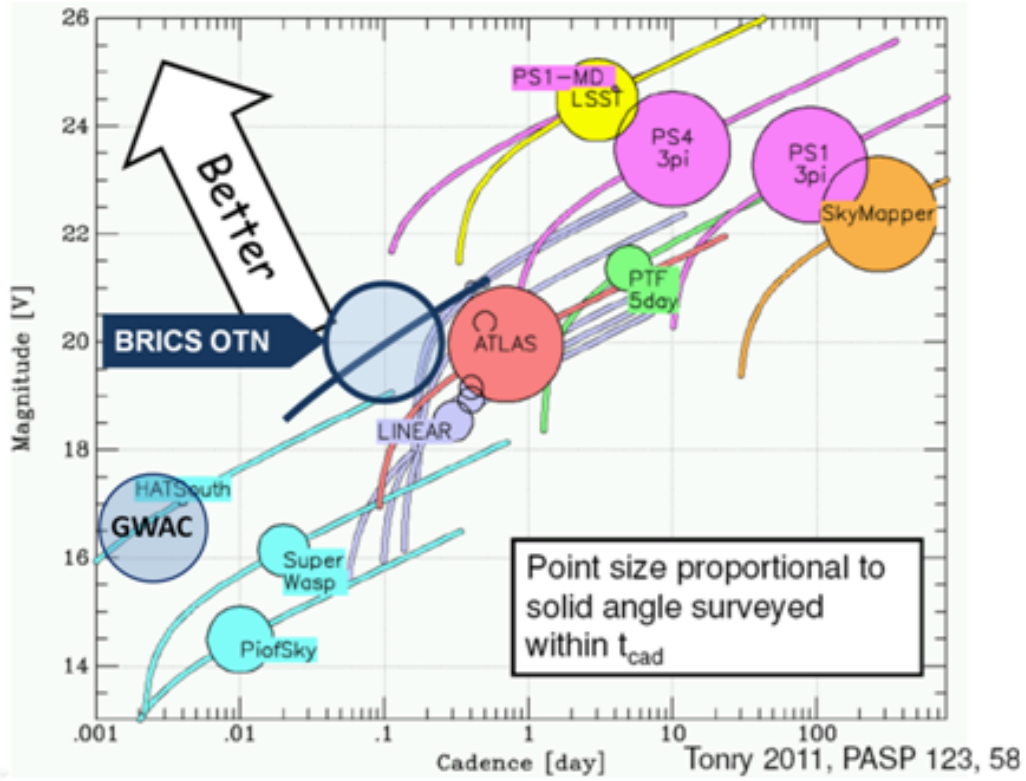 26
24
22
20
18
16
14
Magnitude [V]
.001
.01
.1
1
10
100
Cadence [day]
Better
BRICS OTN
PS1-MD
LSST
PS4
3pi
PS1
3pi
SkyMapper
PTF
5day
ATLAS
LINEAR
HATSouth
GWAC
Super
Wasp
PiofSky
Point size proportional to
solid angle surveyed
within t_cad
Tonry 2011, PASP 123, 58